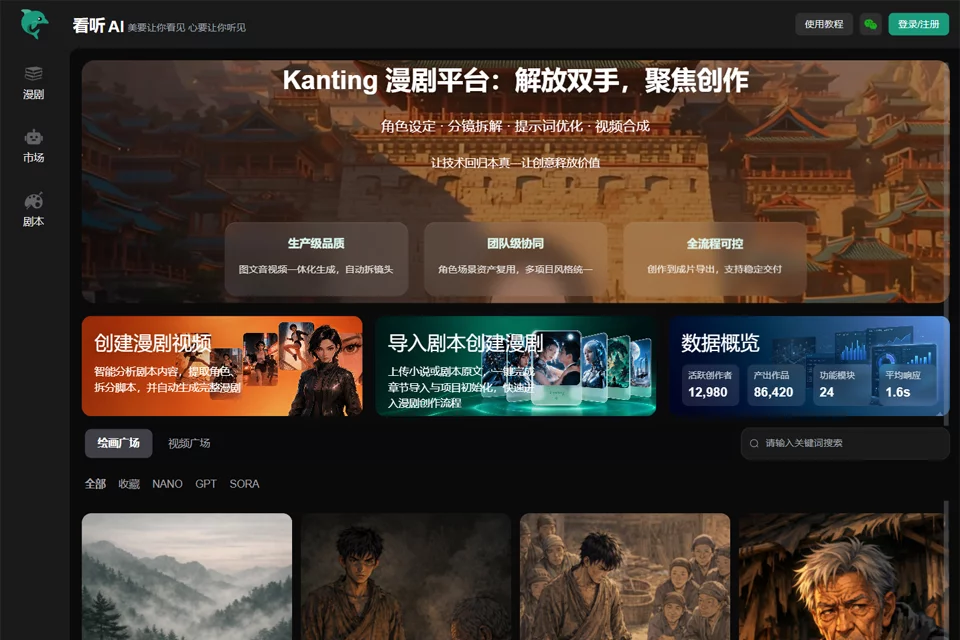 看听 AI 美要让你看见 心要让你听见
使用教程
登录/注册
漫剧
市场
剧本
Kanting 漫剧平台：解放双手，聚焦创作
角色设定 · 分镜拆解 · 提示词优化 · 视频合成
让技术回归本真—让创意释放价值
生产级品质
图文音视频一体化生成，自动拆镜头
团队级协同
角色场景资产复用，多项目风格统一
全流程可控
创作到成片导出，支持稳定交付
创建漫剧视频
智能分析剧本内容，提取角色、
拆分脚本，并自动生成完整漫剧
导入剧本创建漫剧
上传小说或剧本原文，一键完成
章节导入与项目初始化，快速进
入漫剧创作流程
数据概览
活跃创作者
12,980
产出作品
86,420
功能模块
24
平均响应
1.6s
绘画广场
视频广场
请输入关键词搜索
全部
收藏
NANO
GPT
SORA